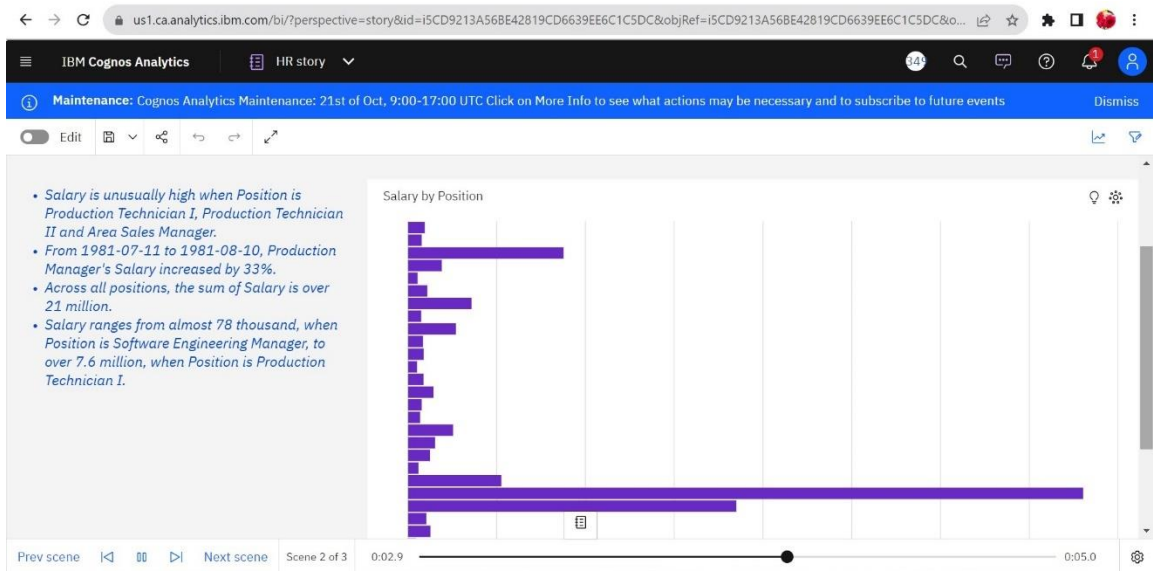 us1.ca.analytics.ibm.com/bi/?perspective=story&id=i5CD9213A56BE42819CD6639EE6C1C5DC&objRef=i5CD9213A56BE42819CD6639EE6C1C5DC&o...
IBM Cognos Analytics HR story 1
Maintenance: Cognos Analytics Maintenance: 21st of Oct, 9:00-17:00 UTC Click on More Info to see what actions may be necessary and to subscribe to future events Dismiss
Edit
• Salary is unusually high when Position is
Production Technician I, Production Technician
II and Area Sales Manager.
• From 1981-07-11 to 1981-08-10, Production
Manager's Salary increased by 33%.
• Across all positions, the sum of Salary is over
21 million.
• Salary ranges from almost 78 thousand, when
Position is Software Engineering Manager, to
over 7.6 million, when Position is Production
Technician I.
Salary by Position
Prev scene Next scene Scene 2 of 3 0:02.9 0:05.0